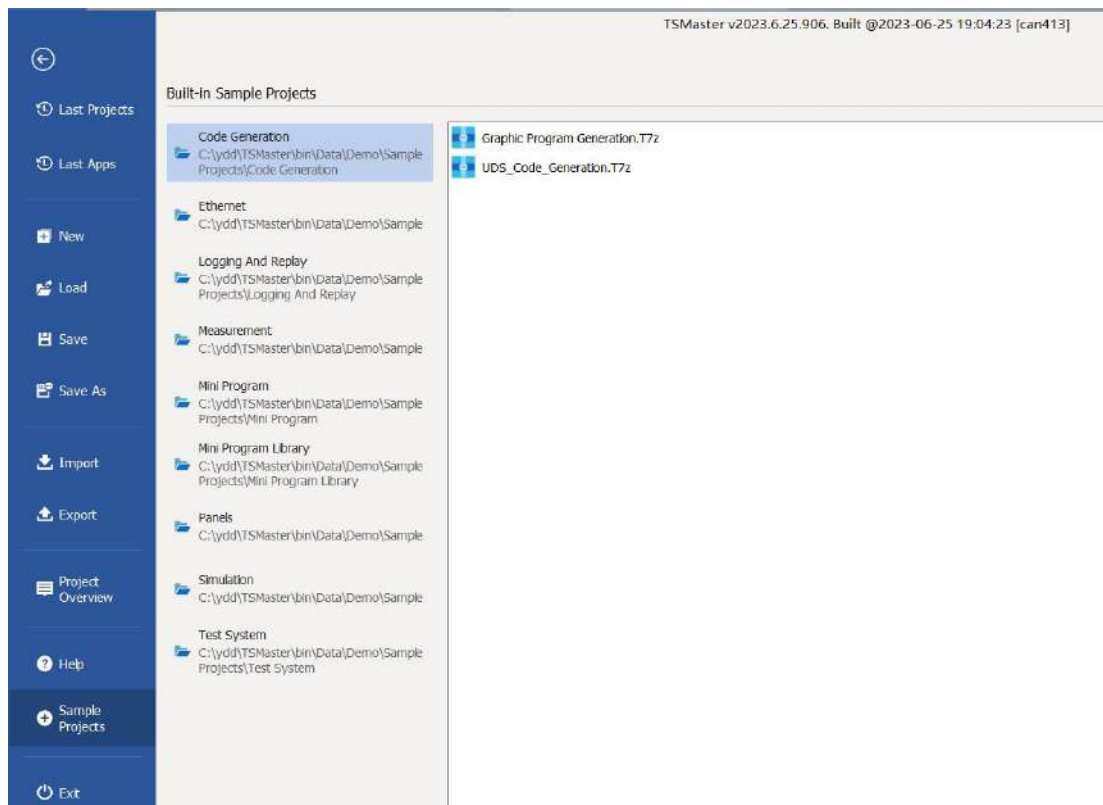 TSMaster v2023.6.25.906. Built @2023-06-25 19:04:23 [can413]
Last Projects
Last Apps
New
Load
Save
Save As
Import
Export
Project
Overview
Help
Sample
Projects
Exit
Built-in Sample Projects
Code Generation
C:\ydd\TSMaster\bin\Data\Demo\Sample
Projects\Code Generation
Ethernet
C:\ydd\TSMaster\bin\Data\Demo\Sample
Logging And Replay
C:\ydd\TSMaster\bin\Data\Demo\Sample
Projects\Logging And Replay
Measurement
C:\ydd\TSMaster\bin\Data\Demo\Sample
Mini Program
C:\ydd\TSMaster\bin\Data\Demo\Sample
Projects\Mini Program
Mini Program Library
C:\ydd\TSMaster\bin\Data\Demo\Sample
Projects\Mini Program Library
Panels
C:\ydd\TSMaster\bin\Data\Demo\Sample
Simulation
C:\ydd\TSMaster\bin\Data\Demo\Sample
Test System
C:\ydd\TSMaster\bin\Data\Demo\Sample
Projects\Test System
Graphic Program Generation.T7z
UDS_Code_Generation.T7z